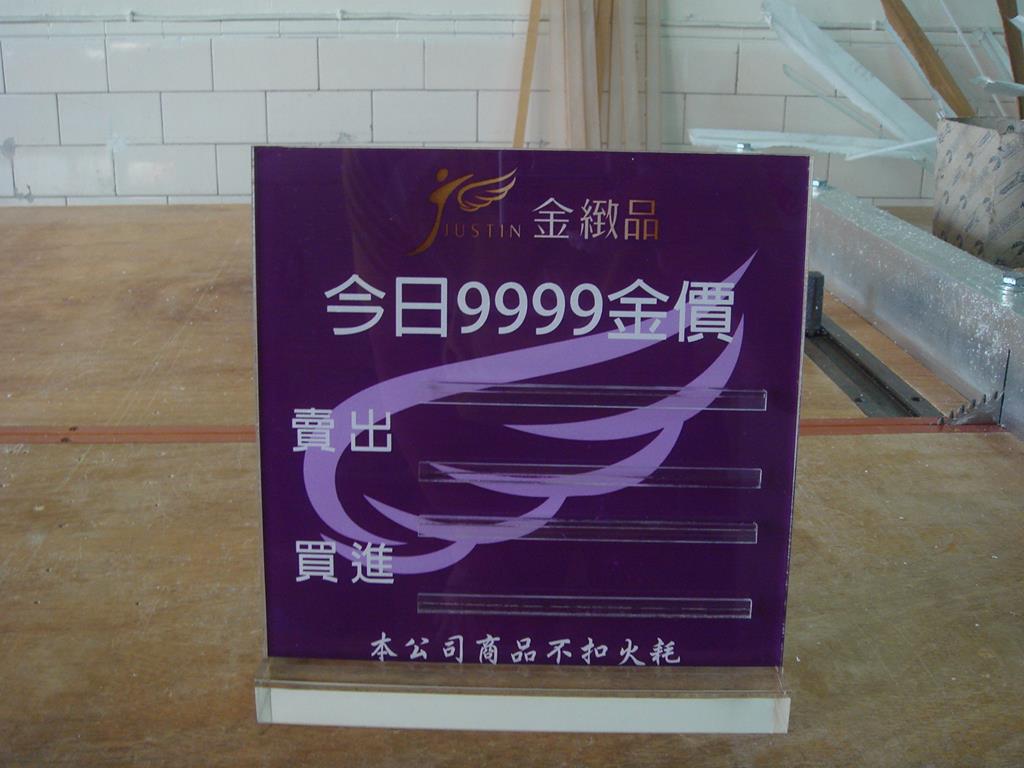 JUSTIN 金緻品
今日9999金價
賣出
買進
本公司商品不扣火耗